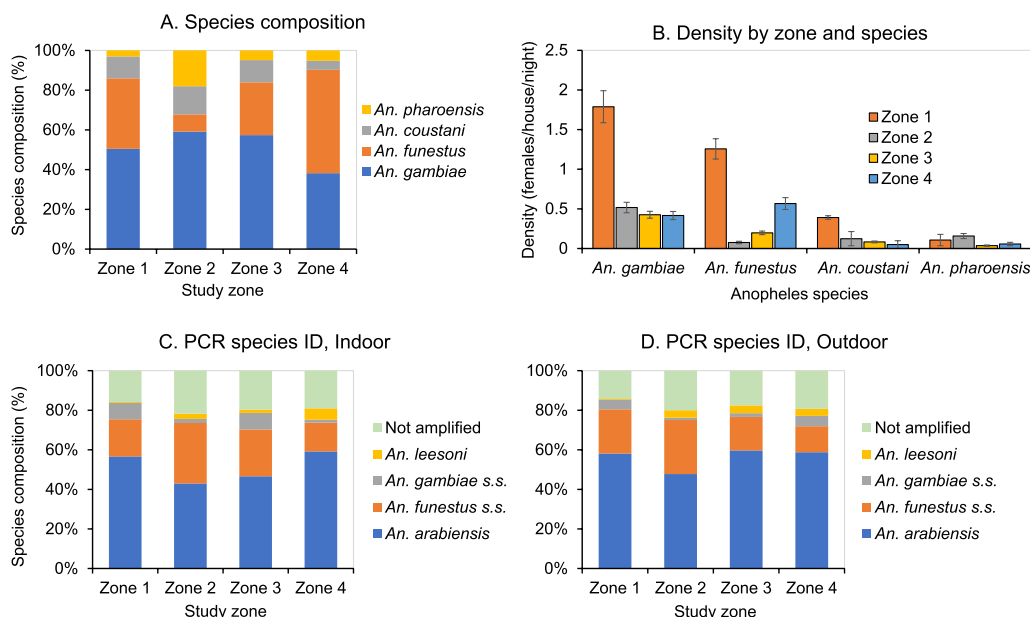 A. Species composition
Species composition (%)
100%
80%
60%
40%
20%
0%
Zone 1 Zone 2 Zone 3 Zone 4
Study zone
An. pharoensis
An. coustani
An. funestus
An. gambiae
B. Density by zone and species
Density (females/house/night)
2.5
2
1.5
1
0.5
0
Zone 1
Zone 2
Zone 3
Zone 4
An. gambiae An. funestus An. coustani An. pharoensis
Anopheles species
C. PCR species ID, Indoor
Species composition (%)
100%
80%
60%
40%
20%
0%
Zone 1 Zone 2 Zone 3 Zone 4
Study zone
Not amplified
An. leesoni
An. gambiae s.s.
An. funestus s.s.
An. arabiensis
D. PCR species ID, Outdoor
100%
80%
60%
40%
20%
0%
Zone 1 Zone 2 Zone 3 Zone 4
Study zone
Not amplified
An. leesoni
An. gambiae s.s.
An. funestus s.s.
An. arabiensis